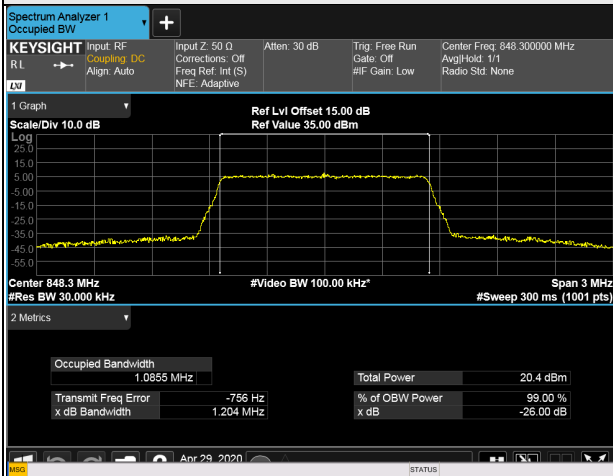 Spectrum Analyzer 1
Occupied BW
+
KEYSIGHT Input: RF Input Z: 50 Ω Atten: 30 dB Trig: Free Run Center Freq: 848.300000 MHz
R L Coupling: DC Corrections: Off Gate: Off Avg|Hold: 1/1
Align: Auto Freq Ref: Int (S) #IF Gain: Low Radio Std: None
LXI NFE: Adaptive
1 Graph
Ref Lvl Offset 15.00 dB
Scale/Div 10.0 dB Ref Value 35.00 dBm
Log
25.0
15.0
5.00
-5.00
-15.0
-25.0
-35.0
-45.0
-55.0
Center 848.3 MHz #Video BW 100.00 kHz* Span 3 MHz
#Res BW 30.000 kHz #Sweep 300 ms (1001 pts)
2 Metrics
Occupied Bandwidth
1.0855 MHz Total Power 20.4 dBm
Transmit Freq Error -756 Hz % of OBW Power 99.00 %
x dB Bandwidth 1.204 MHz x dB -26.00 dB
Apr 29, 2020
MSG STATUS